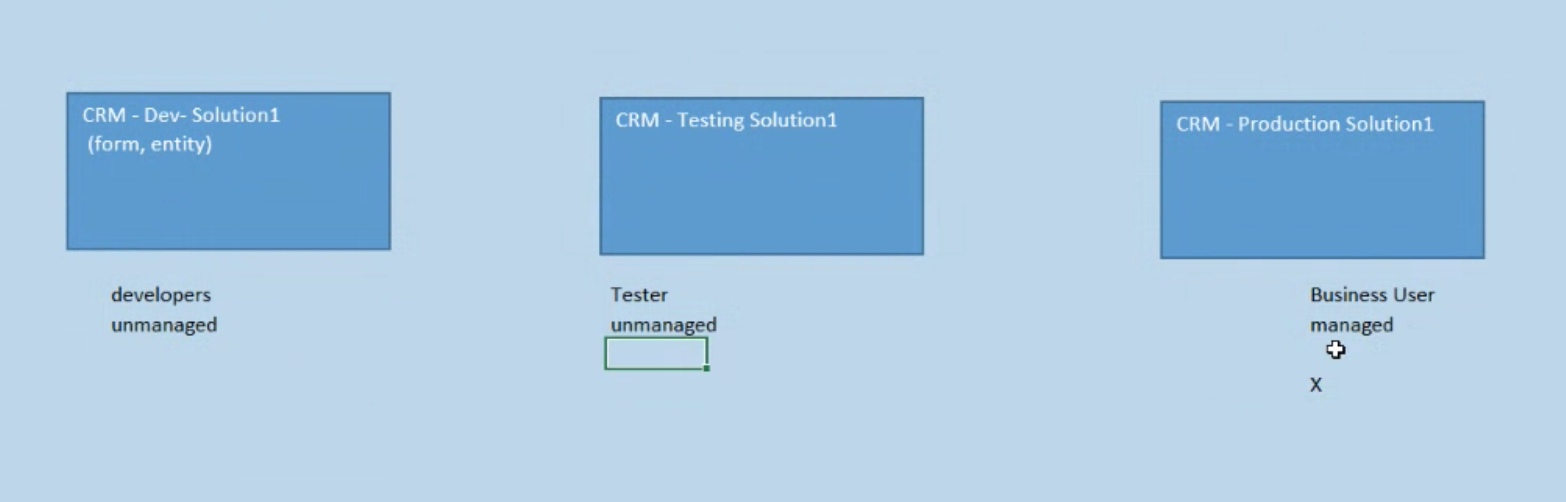 CRM - Dev- Solution1
(form, entity)
CRM - Testing Solution1
CRM - Production Solution1
developers
unmanaged
Tester
unmanaged
Business User
managed
X